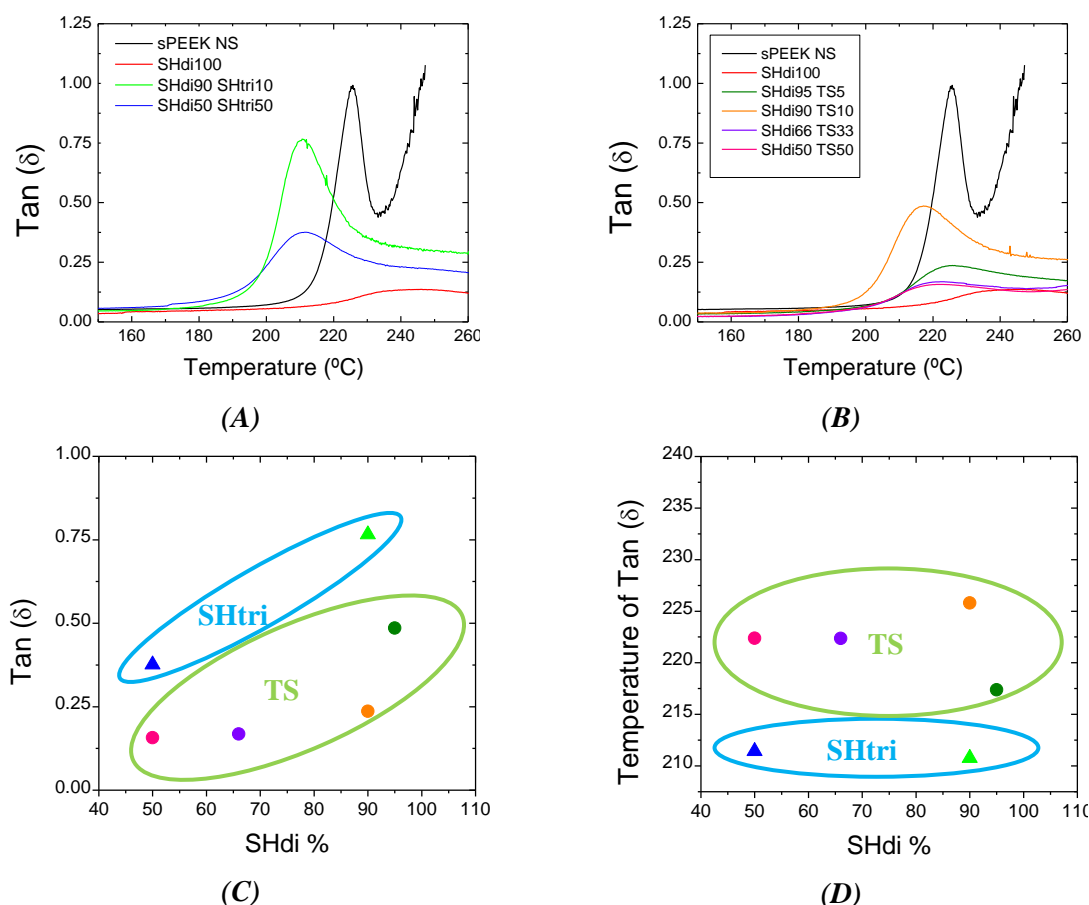 1.25
1.00
0.75
0.50
0.25
0.00
Tan (δ)
sPEEK NS
SHdi100
SHdi90 SHtri10
SHdi50 SHtri50
160 180 200 220 240 260
Temperature (ºC)
(A)
1.25
1.00
0.75
0.50
0.25
0.00
Tan (δ)
sPEEK NS
SHdi100
SHdi95 TS5
SHdi90 TS10
SHdi66 TS33
SHdi50 TS50
160 180 200 220 240 260
Temperature (ºC)
(B)
1.00
0.75
0.50
0.25
0.00
Tan (δ)
SHtri
TS
40 50 60 70 80 90 100 110
SHdi %
(C)
240
235
230
225
220
215
210
Temperature of Tan (δ)
TS
SHtri
40 50 60 70 80 90 100 110
SHdi %
(D)